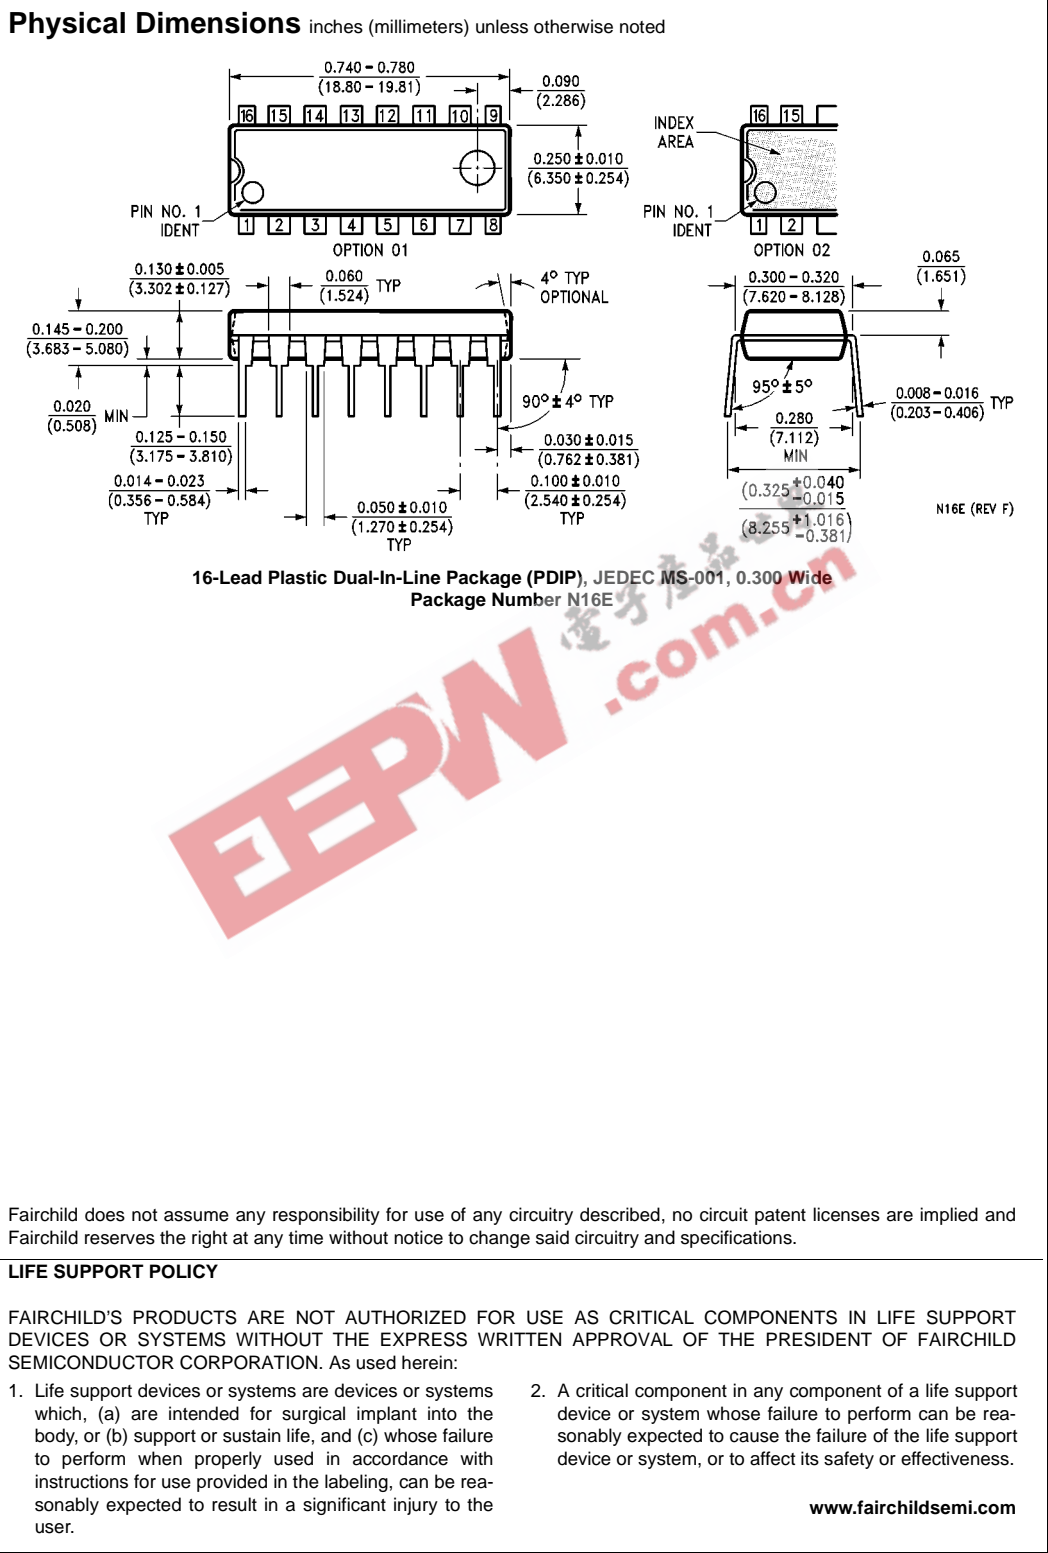 Physical Dimensions inches (millimeters) unless otherwise noted
0.740 – 0.780
(18.80 – 19.81)
0.090
(2.286)
16 15 14 13 12 11 10 9
16 15
INDEX
AREA
0.250 ± 0.010
(6.350 ± 0.254)
PIN NO. 1
IDENT
1 2 3 4 5 6 7 8
OPTION 01
PIN NO. 1
IDENT
1 2
OPTION 02
0.065
(1.651)
0.130 ± 0.005
(3.302 ± 0.127)
0.060
(1.524)
TYP
4° TYP
OPTIONAL
0.300 – 0.320
(7.620 – 8.128)
0.145 – 0.200
(3.683 – 5.080)
95° ± 5°
90° ± 4° TYP
0.008 – 0.016
(0.203 – 0.406)
TYP
0.020
(0.508)
MIN
0.280
(7.112)
MIN
0.125 – 0.150
(3.175 – 3.810)
0.030 ± 0.015
(0.762 ± 0.381)
0.014 – 0.023
(0.356 – 0.584)
TYP
0.100 ± 0.010
(2.540 ± 0.254)
TYP
0.050 ± 0.010
(1.270 ± 0.254)
TYP
(0.325 +0.040
–0.015
(8.255 +1.016)
–0.381)
N16E (REV F)
16-Lead Plastic Dual-In-Line Package (PDIP), JEDEC MS-001, 0.300 Wide
Package Number N16E
電子產品世界
EEPW.com.cn
Fairchild does not assume any responsibility for use of any circuitry described, no circuit patent licenses are implied and
Fairchild reserves the right at any time without notice to change said circuitry and specifications.
LIFE SUPPORT POLICY
FAIRCHILD'S PRODUCTS ARE NOT AUTHORIZED FOR USE AS CRITICAL COMPONENTS IN LIFE SUPPORT
DEVICES OR SYSTEMS WITHOUT THE EXPRESS WRITTEN APPROVAL OF THE PRESIDENT OF FAIRCHILD
SEMICONDUCTOR CORPORATION. As used herein:
1. Life support devices or systems are devices or systems
which, (a) are intended for surgical implant into the
body, or (b) support or sustain life, and (c) whose failure
to perform when properly used in accordance with
instructions for use provided in the labeling, can be rea-
sonably expected to result in a significant injury to the
user.
2. A critical component in any component of a life support
device or system whose failure to perform can be rea-
sonably expected to cause the failure of the life support
device or system, or to affect its safety or effectiveness.
www.fairchildsemi.com